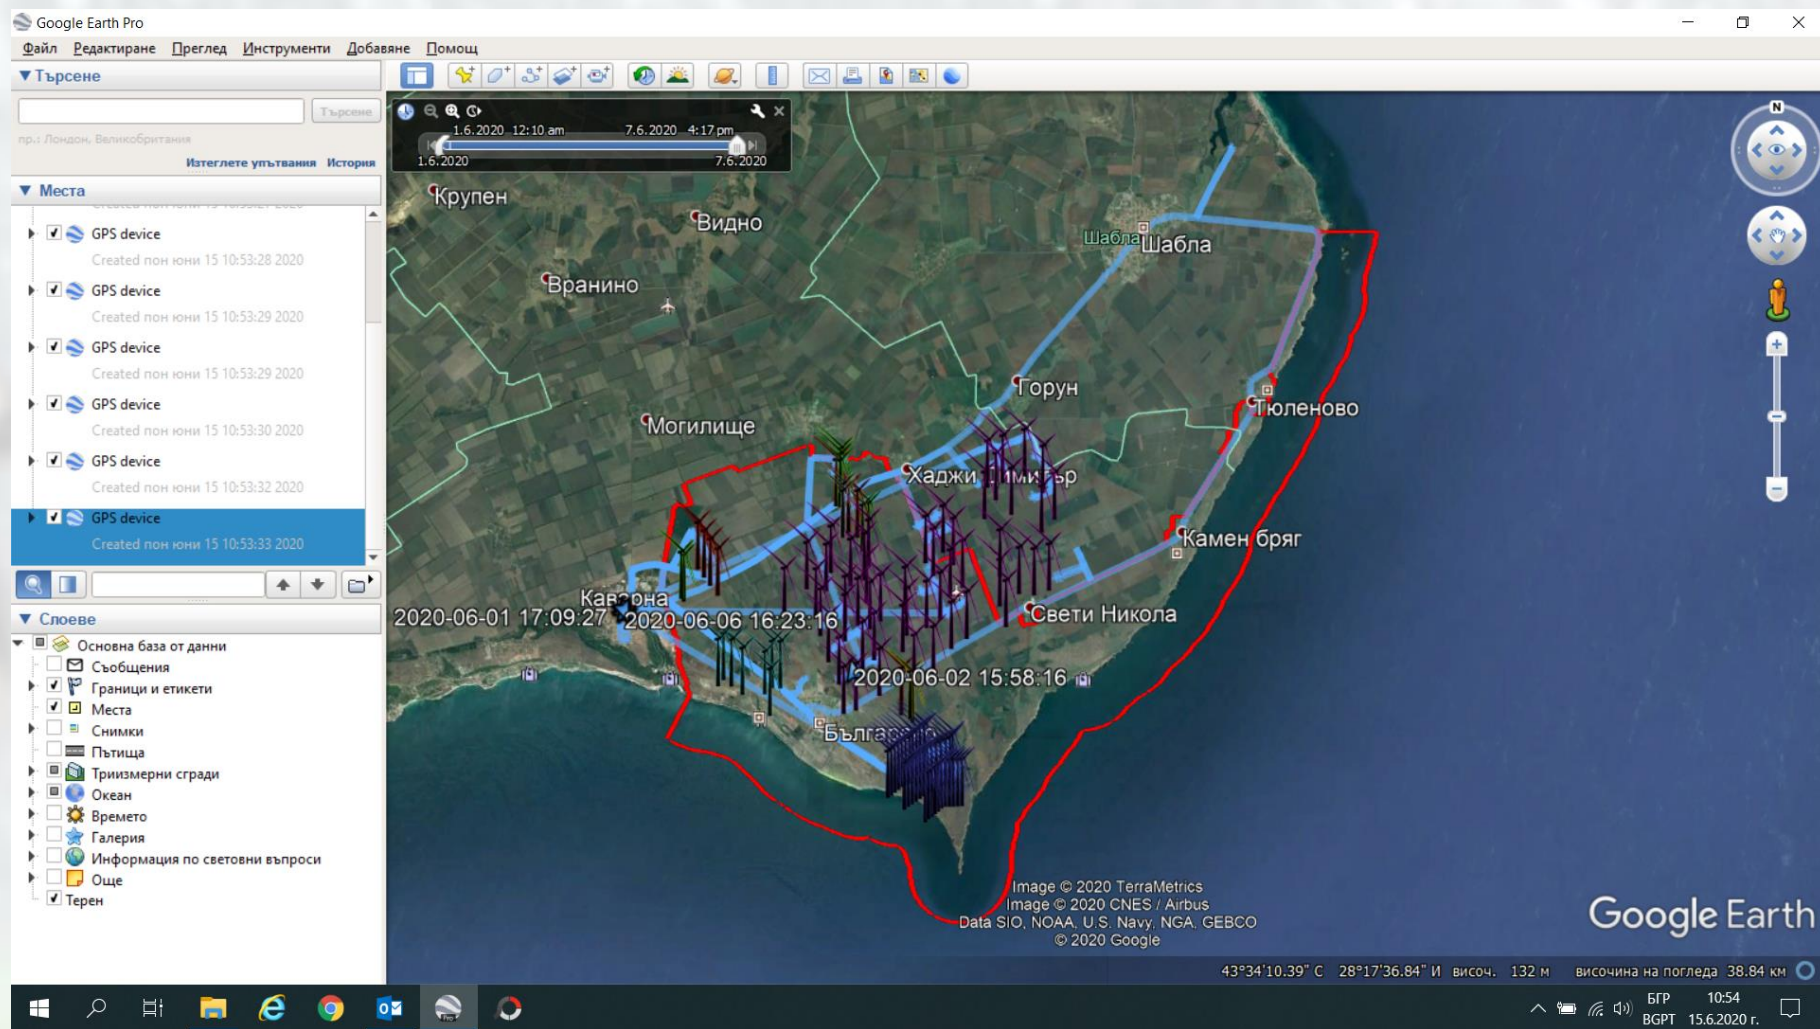 Google Earth Pro
Файл Редактиране Преглед Инструменти Добавяне Помощ
Търсене
Търсене
пр.: Лондон, Великобритания
Изтеглете упътвания История
Места
GPS device
Created пон юни 15 10:53:28 2020
GPS device
Created пон юни 15 10:53:29 2020
GPS device
Created пон юни 15 10:53:29 2020
GPS device
Created пон юни 15 10:53:30 2020
GPS device
Created пон юни 15 10:53:32 2020
GPS device
Created пон юни 15 10:53:33 2020
Слоеве
Основна база от данни
Съобщения
Граници и етикети
Места
Снимки
Пътища
Триизмерни сгради
Океан
Времето
Галерия
Информация по световни въпроси
Още
Терен
1.6.2020 12:10 am 7.6.2020 4:17 pm
1.6.2020 7.6.2020
N
Крупен
Видно
Шабла Шабла
Вранино
Горун
Тюленово
Могилище
Хаджи Димитър
Камен бряг
Каварна
2020-06-01 17:09:27 2020-06-06 16:23:16
Свети Никола
2020-06-02 15:58:16
Българево
Image © 2020 TerraMetrics
Image © 2020 CNES / Airbus
Data SIO, NOAA, U.S. Navy, NGA, GEBCO
© 2020 Google
Google Earth
43°34'10.39" С 28°17'36.84" И височ. 132 м височина на погледа 38.84 км
БГР 10:54
BGPT 15.6.2020 г.